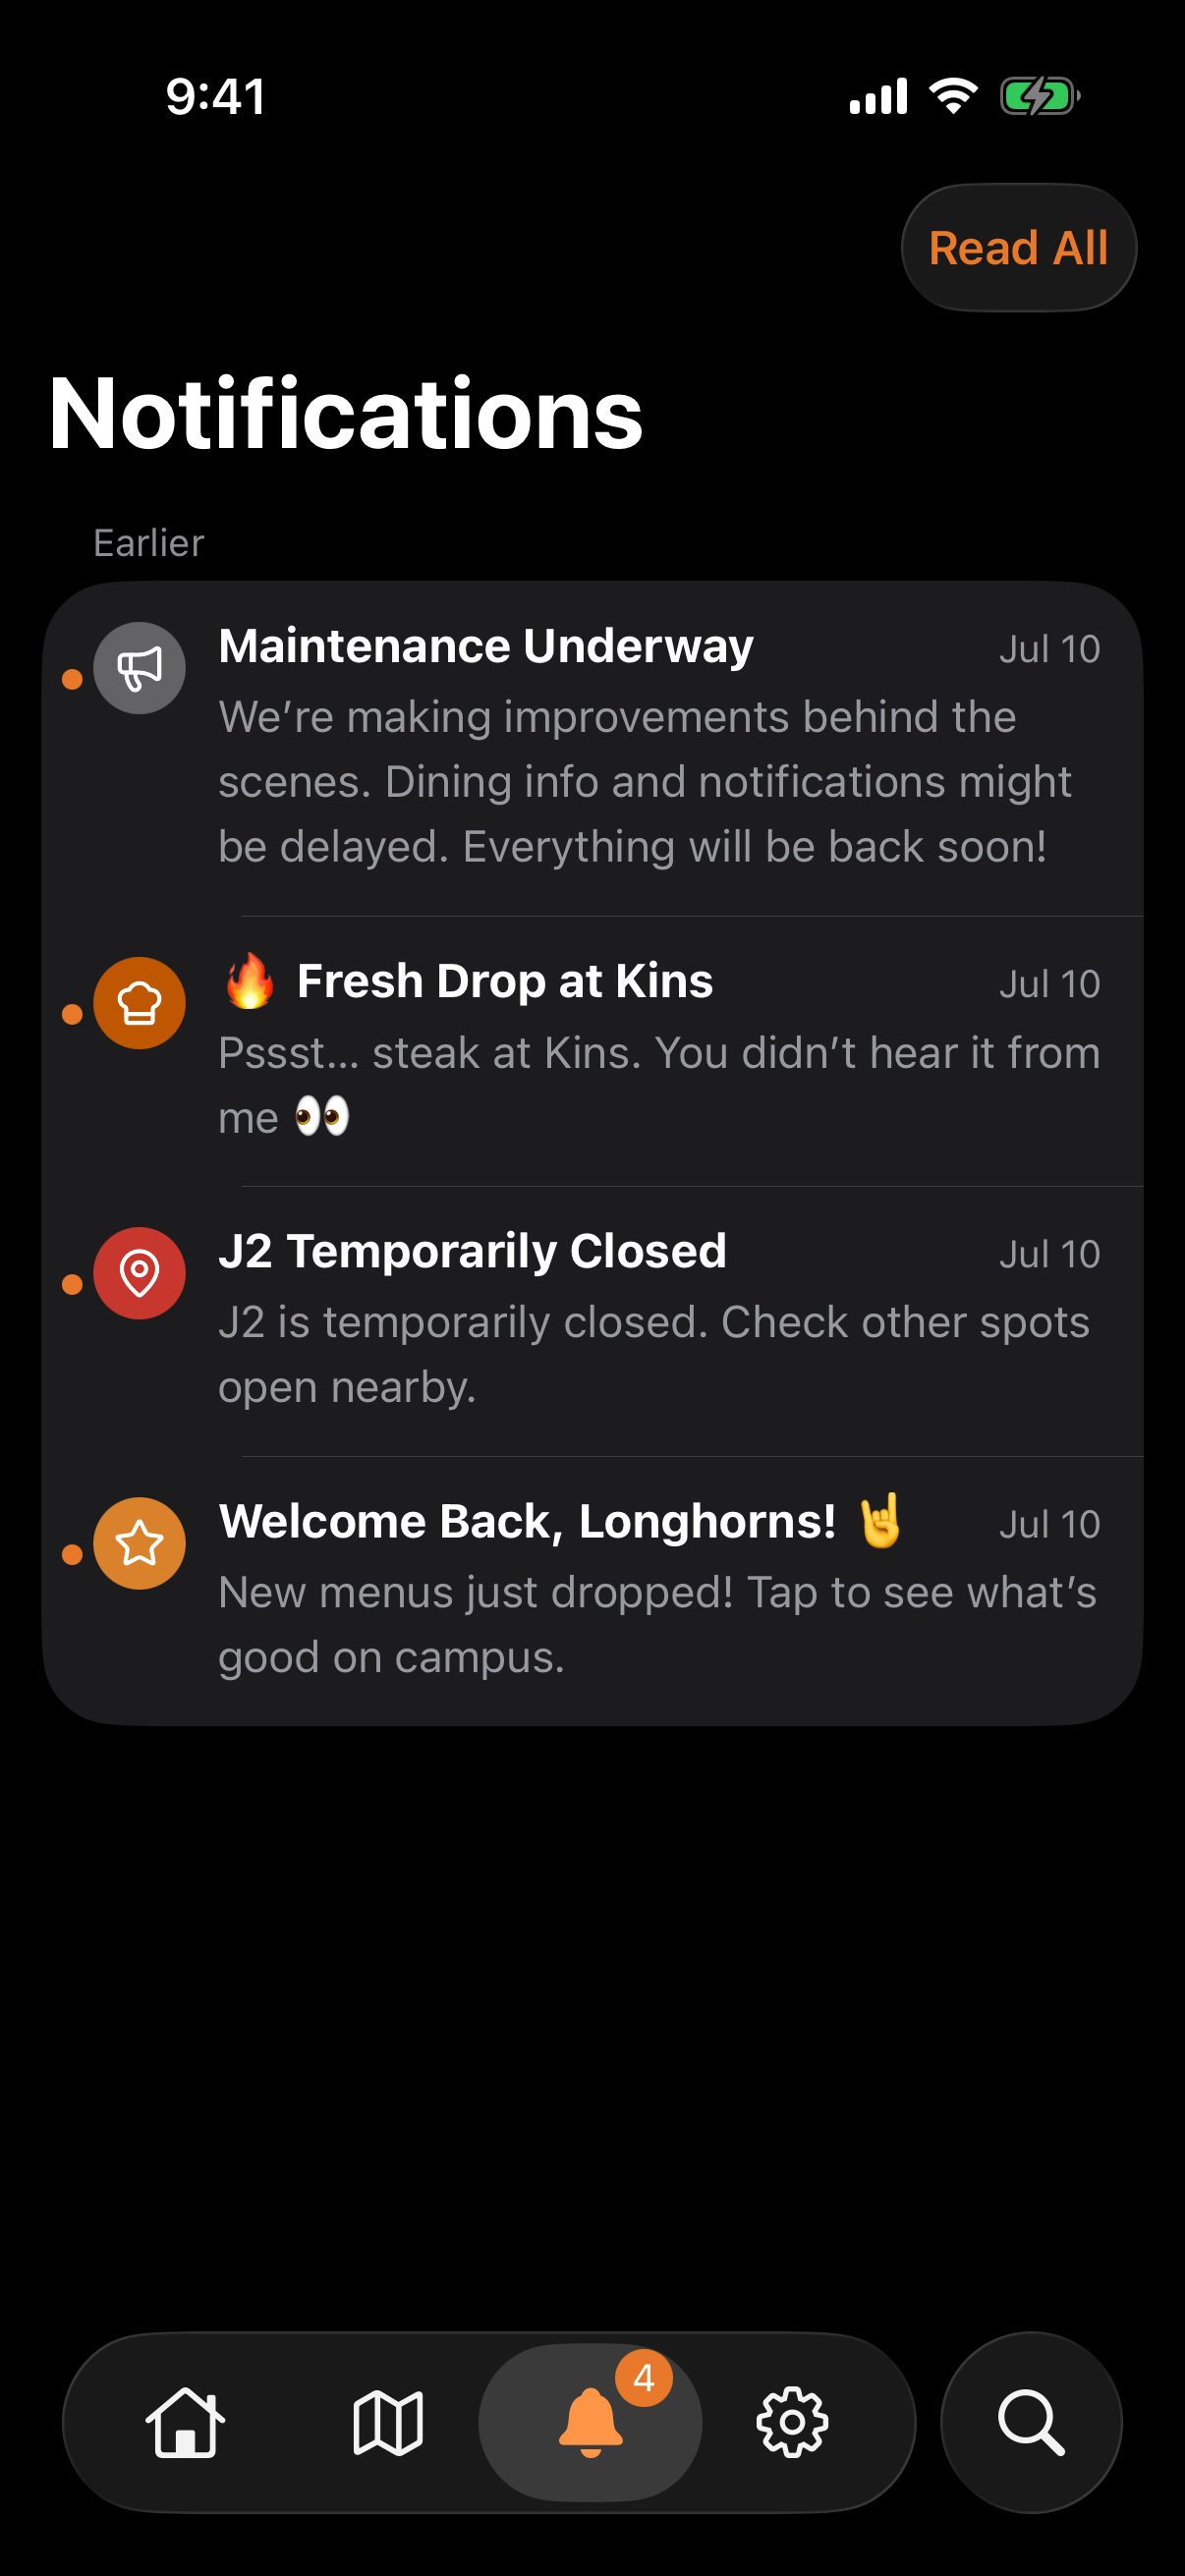 9:41
Read All
Notifications
Earlier
Maintenance Underway
Jul 10
We’re making improvements behind the
scenes. Dining info and notifications might
be delayed. Everything will be back soon!
🔥 Fresh Drop at Kins
Jul 10
Pssst... steak at Kins. You didn’t hear it from
me 👀
J2 Temporarily Closed
Jul 10
J2 is temporarily closed. Check other spots
open nearby.
Welcome Back, Longhorns! 🤘
Jul 10
New menus just dropped! Tap to see what’s
good on campus.
4